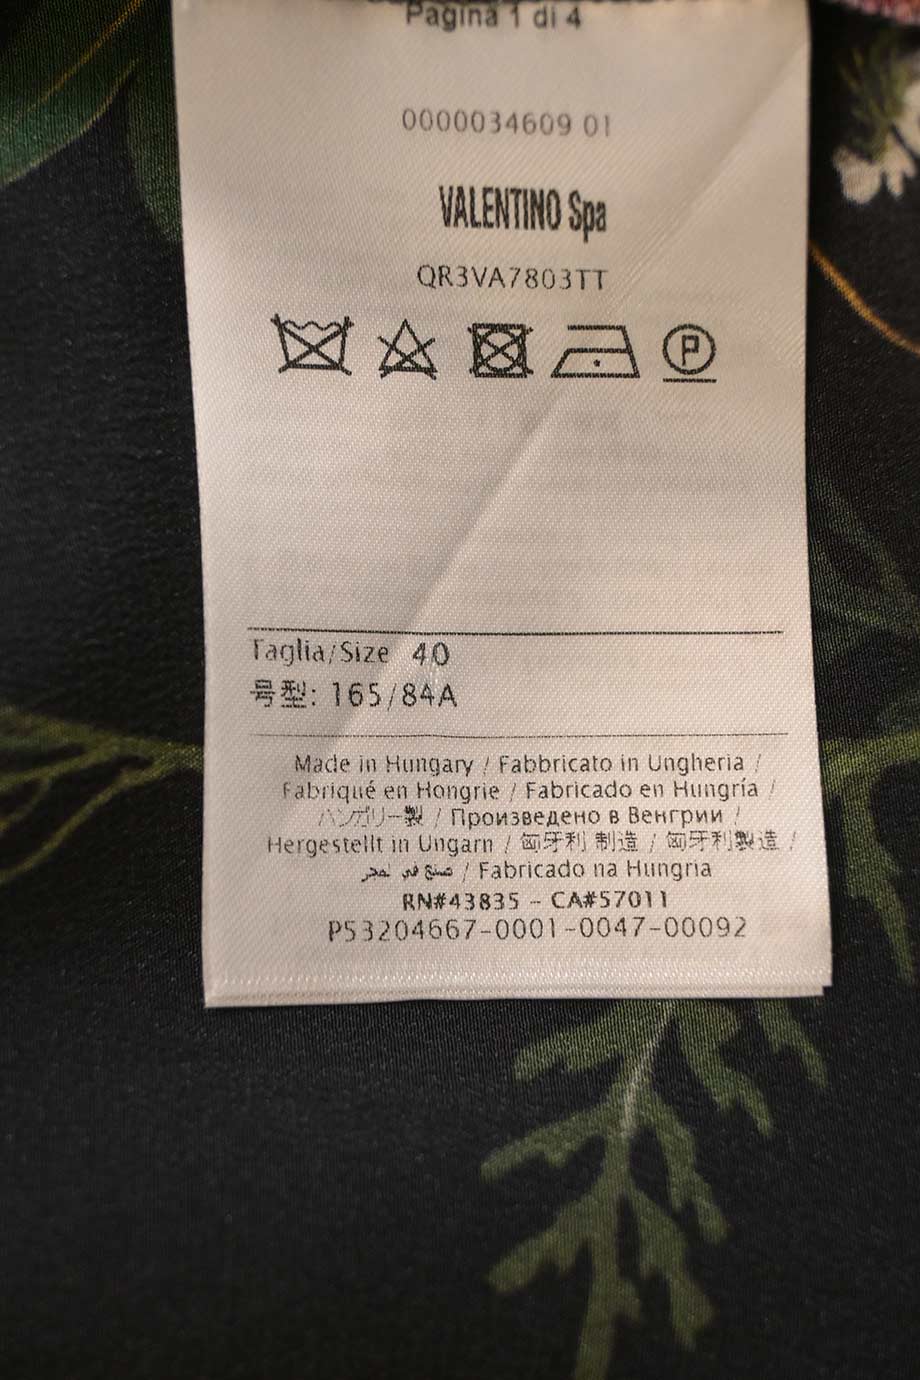 Pagina 1 di 4
0000034609 01
VALENTINO Spa
QR3VA7803TT
P
Taglia/Size 40
号型: 165/84A
Made in Hungary / Fabbricato in Ungheria /
Fabriqué en Hongrie / Fabricado en Hungría /
ハンガリー製 / Произведено в Венгрии /
Hergestellt in Ungarn / 匈牙利 制造 / 匈牙利製造 /
صنع في المجر / Fabricado na Hungria
RN#43835 - CA#57011
P53204667-0001-0047-00092